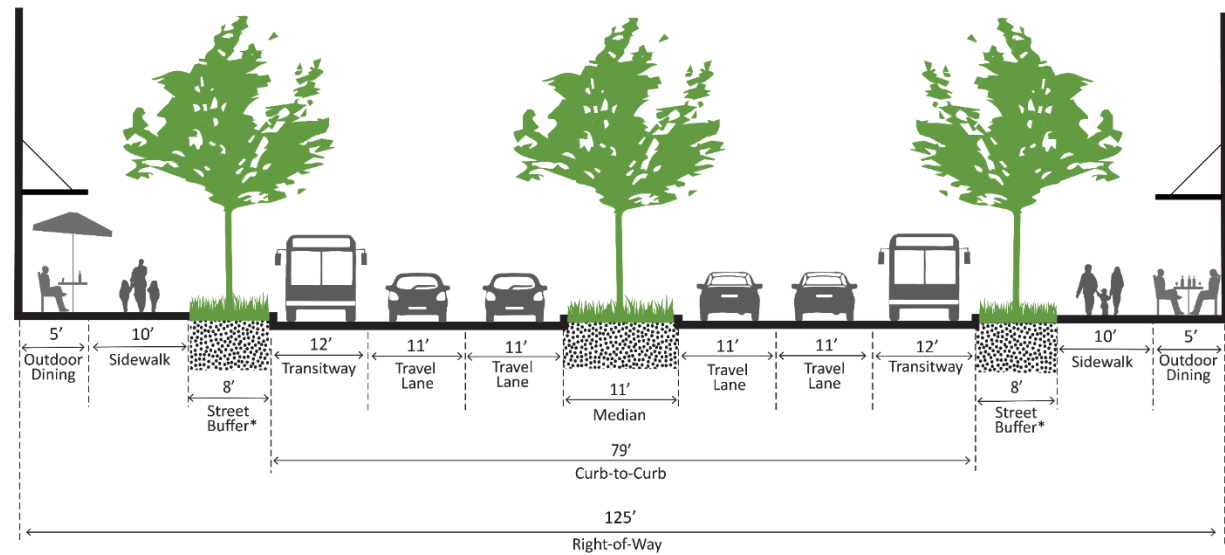 5’
Outdoor
Dining
10’
Sidewalk
8’
Street
Buffer*
12’
Transitway
11’
Travel
Lane
11’
Travel
Lane
11’
Median
11’
Travel
Lane
11’
Travel
Lane
12’
Transitway
8’
Street
Buffer*
10’
Sidewalk
5’
Outdoor
Dining
79’
Curb-to-Curb
125’
Right-of-Way